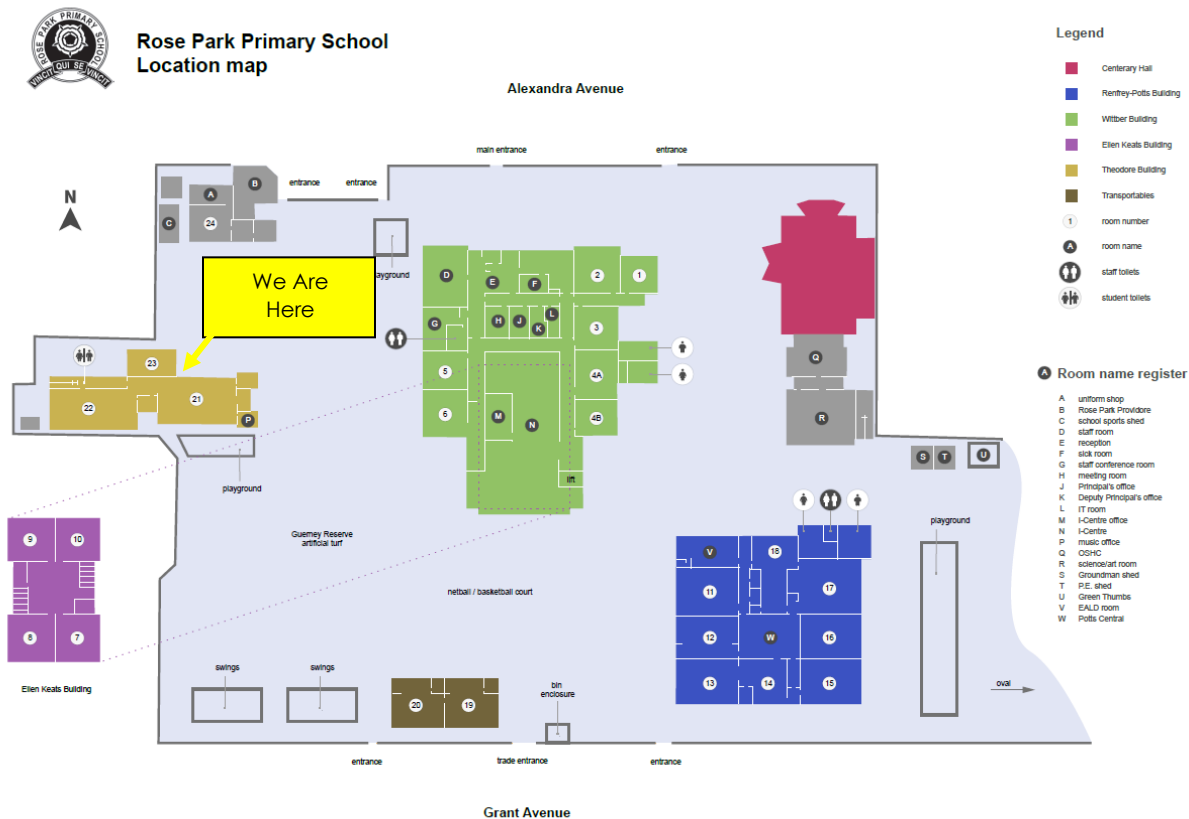 ROSE PARK PRIMARY SCHOOL
VINCIT QUI SE VINCIT
Rose Park Primary School
Location map
Alexandra Avenue
main entrance
entrance
entrance
entrance
N
A
B
C
24
playground
We Are
Here
D
E
F
G
H
J
K
L
2
1
3
5
4A
6
4B
M
N
lift
23
22
21
P
playground
Q
R
S
T
U
9
10
8
7
Ellen Keats Building
Guerney Reserve
artificial turf
netball / basketball court
V
18
11
17
12
W
16
13
14
15
playground
oval
swings
swings
20
19
bin
enclosure
entrance
trade entrance
entrance
Grant Avenue
Legend
Centerary Hall
Renfrey-Potts Building
Wittber Building
Ellen Keats Building
Theodore Building
Transportables
1 room number
A room name
staff toilets
student toilets
A Room name register
A uniform shop
B Rose Park Providore
C school sports shed
D staff room
E reception
F sick room
G staff conference room
H meeting room
J Principal's office
K Deputy Principal's office
L IT room
M I-Centre office
N I-Centre
P music office
Q OSHC
R science/art room
S Groundman shed
T P.E. shed
U Green Thumbs
V EALD room
W Potts Central